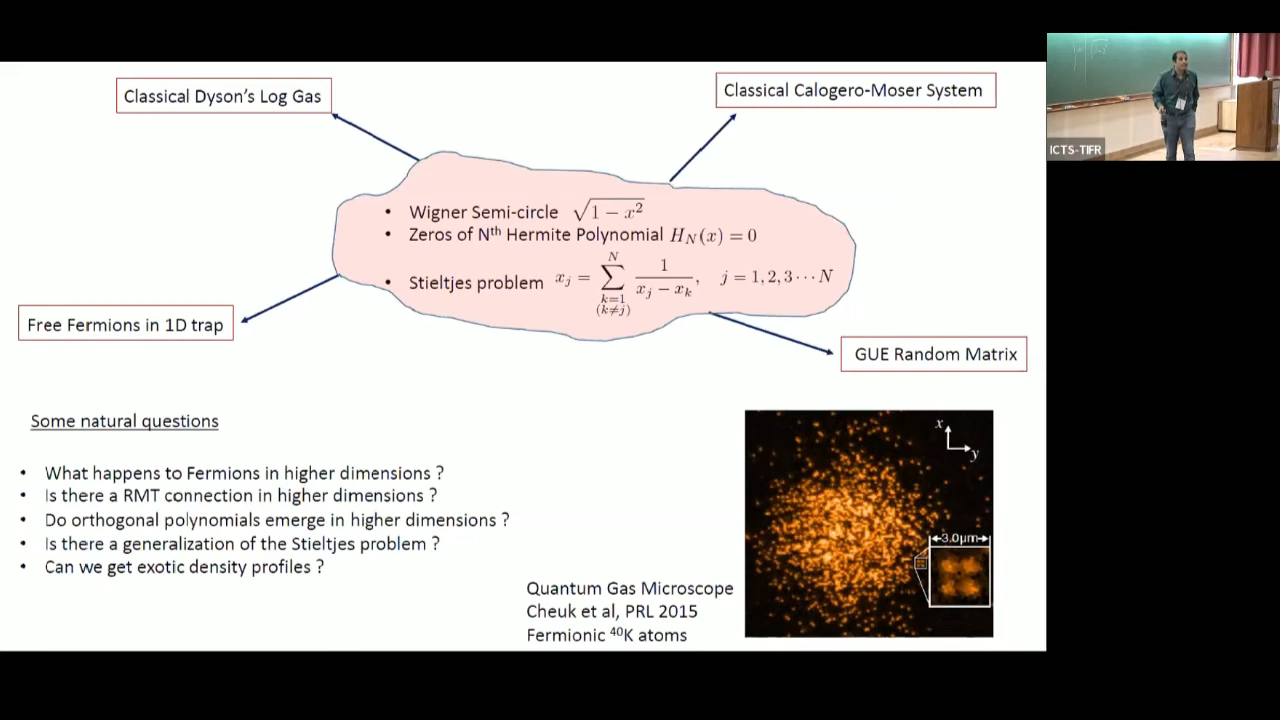 Classical Dyson's Log Gas
Classical Calogero-Moser System
ICTS-TIFR
• Wigner Semi-circle √(1 − x²)
• Zeros of Nᵗʰ Hermite Polynomial H_N(x) = 0
• Stieltjes problem x_j = ∑_{k=1 (k≠j)}^{N} 1/(x_j − x_k), j = 1, 2, 3 ⋯ N
Free Fermions in 1D trap
GUE Random Matrix
Some natural questions
• What happens to Fermions in higher dimensions ?
• Is there a RMT connection in higher dimensions ?
• Do orthogonal polynomials emerge in higher dimensions ?
• Is there a generalization of the Stieltjes problem ?
• Can we get exotic density profiles ?
x
y
3.0μm
Quantum Gas Microscope
Cheuk et al, PRL 2015
Fermionic ⁴⁰K atoms